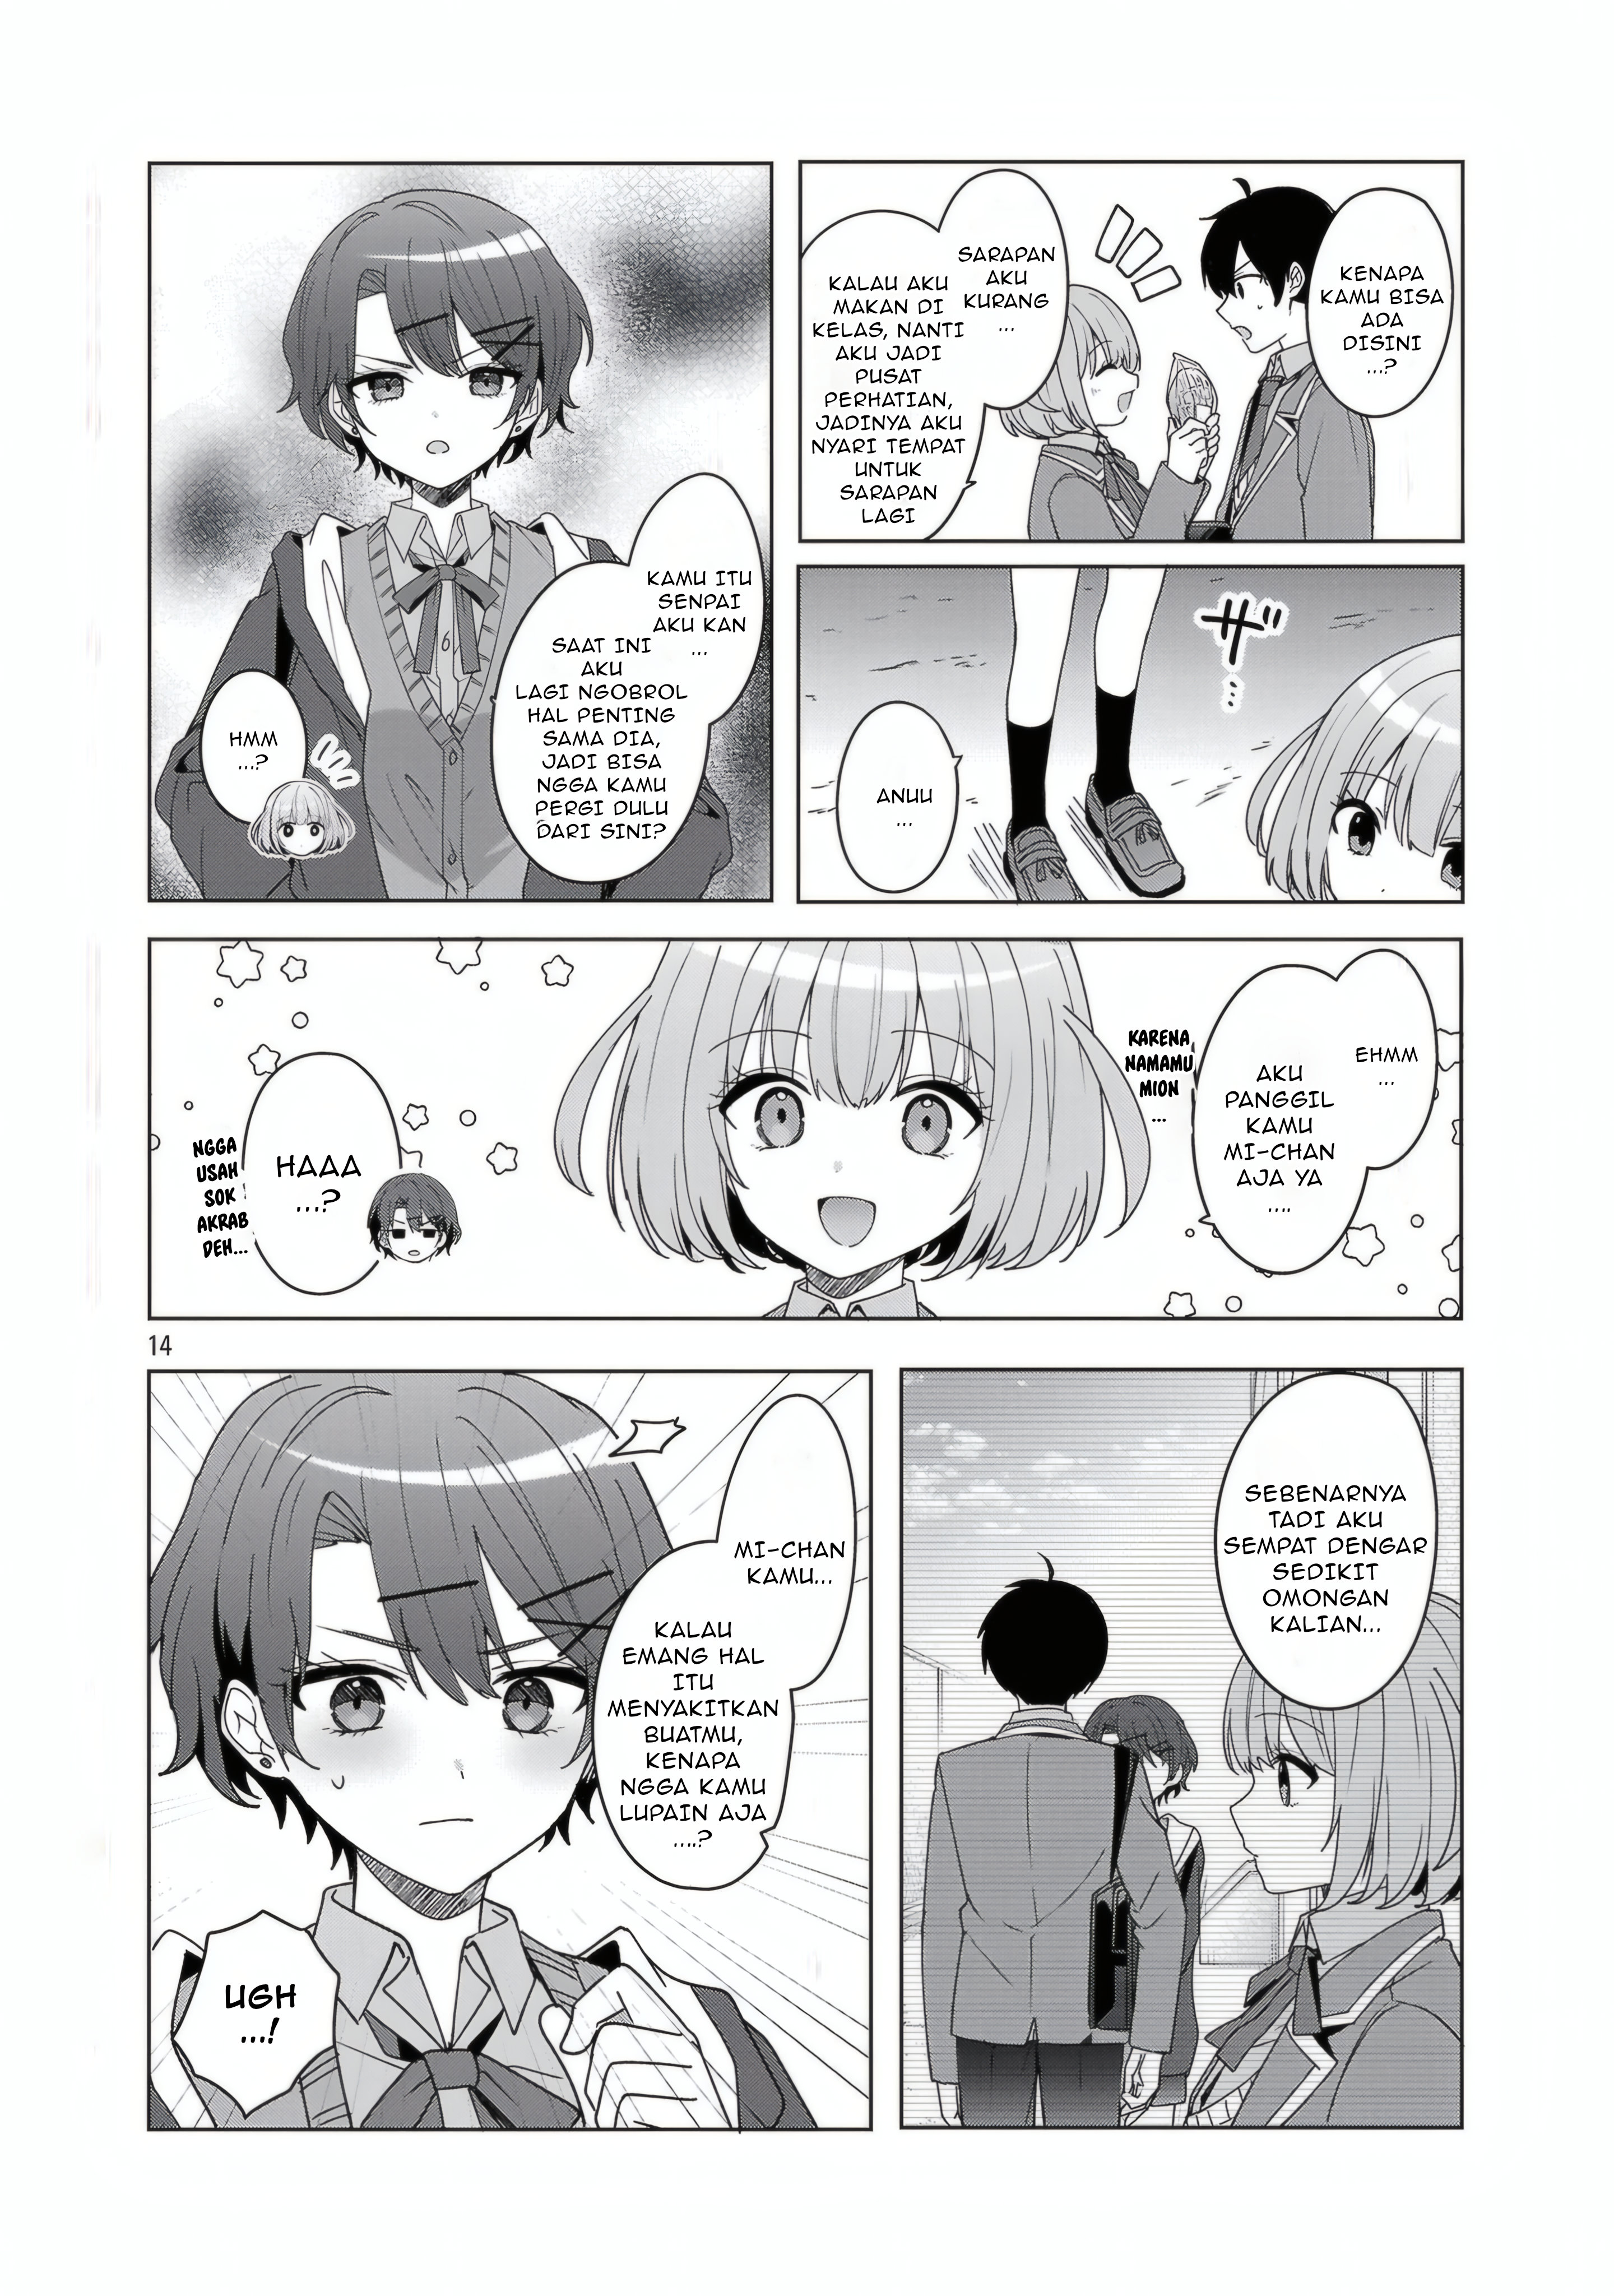 KENAPA
KAMU BISA
ADA
DISINI
...?
SARAPAN
AKU
KURANG
...
KALAU AKU
MAKAN DI
KELAS, NANTI
AKU JADI
PUSAT
PERHATIAN,
JADINYA AKU
NYARI TEMPAT
UNTUK
SARAPAN
LAGI
ザッ…
ANUU
...
KAMU ITU
SENPAI
AKU KAN
...
SAAT INI
AKU
LAGI NGOBROL
HAL PENTING
SAMA DIA,
JADI BISA
NGGA KAMU
PERGI DULU
DARI SINI?
HMM
...?
EHMM
...
AKU
PANGGIL
KAMU
MI-CHAN
AJA YA
....
KARENA
NAMAMU
MION
...
HAAA
...?
NGGA
USAH
SOK
AKRAB
DEH...
14
SEBENARNYA
TADI AKU
SEMPAT DENGAR
SEDIKIT
OMONGAN
KALIAN...
MI-CHAN
KAMU...
KALAU
EMANG HAL
ITU
MENYAKITKAN
BUATMU,
KENAPA
NGGA KAMU
LUPAIN AJA
....?
UGH
...!